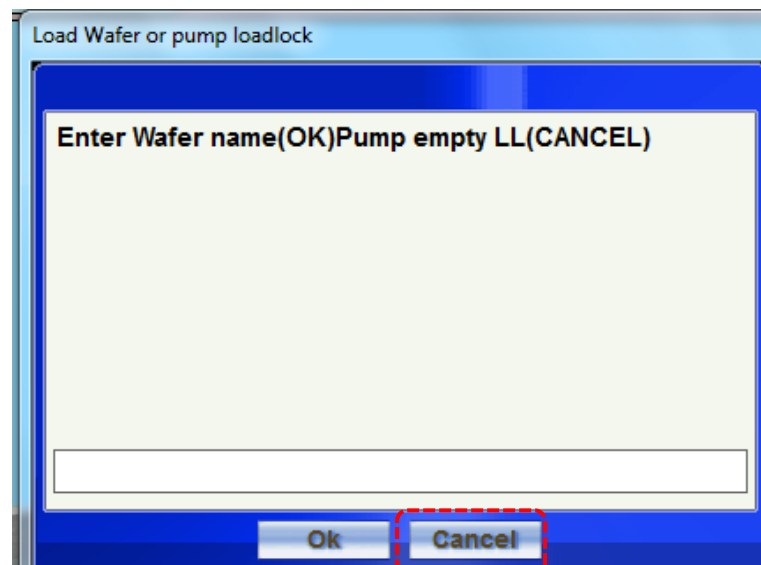 Load Wafer or pump loadlock
Enter Wafer name(OK)Pump empty LL(CANCEL)
Ok Cancel